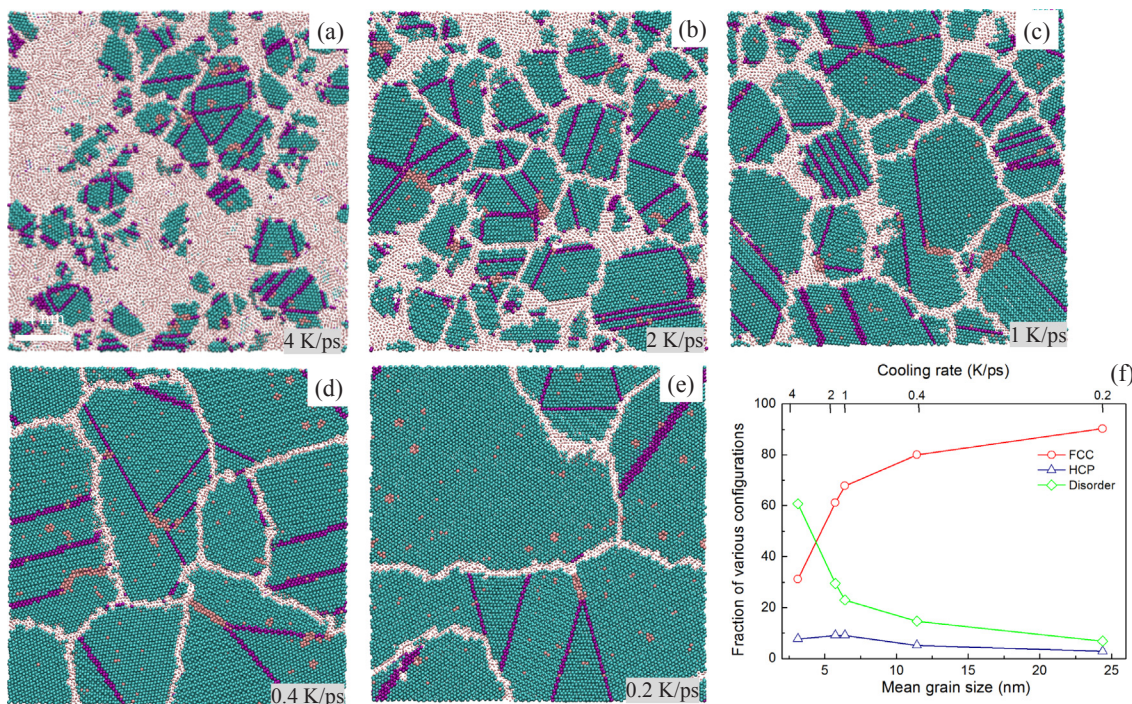 (a)
4 K/ps
(b)
2 K/ps
(c)
1 K/ps
(d)
0.4 K/ps
(e)
0.2 K/ps
(f)
Cooling rate (K/ps)
4 2 1 0.4 0.2
Fraction of various configurations
100
80
60
40
20
0
FCC
HCP
Disorder
5 10 15 20 25
Mean grain size (nm)